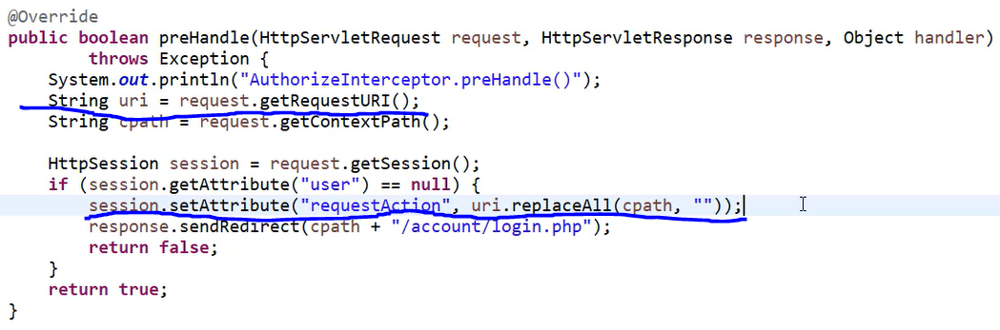 @Override
public boolean preHandle(HttpServletRequest request, HttpServletResponse response, Object handler)
        throws Exception {
    System.out.println("AuthorizeInterceptor.preHandle()");
    String uri = request.getRequestURI();
    String cpath = request.getContextPath();

    HttpSession session = request.getSession();
    if (session.getAttribute("user") == null) {
        session.setAttribute("requestAction", uri.replaceAll(cpath, ""));
        response.sendRedirect(cpath + "/account/login.php");
        return false;
    }
    return true;
}